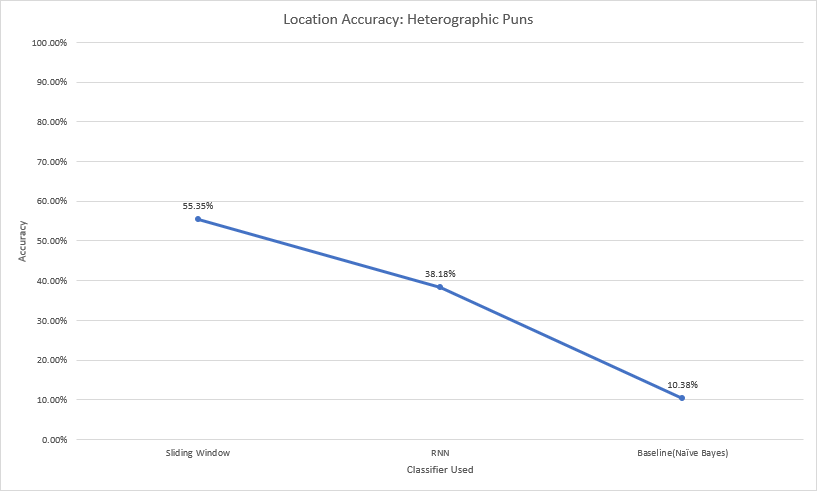 Location Accuracy: Heterographic Puns
100.00%
90.00%
80.00%
70.00%
60.00%
50.00%
40.00%
30.00%
20.00%
10.00%
0.00%
Accuracy
55.35%
38.18%
10.38%
Sliding Window
RNN
Baseline(Naïve Bayes)
Classifier Used